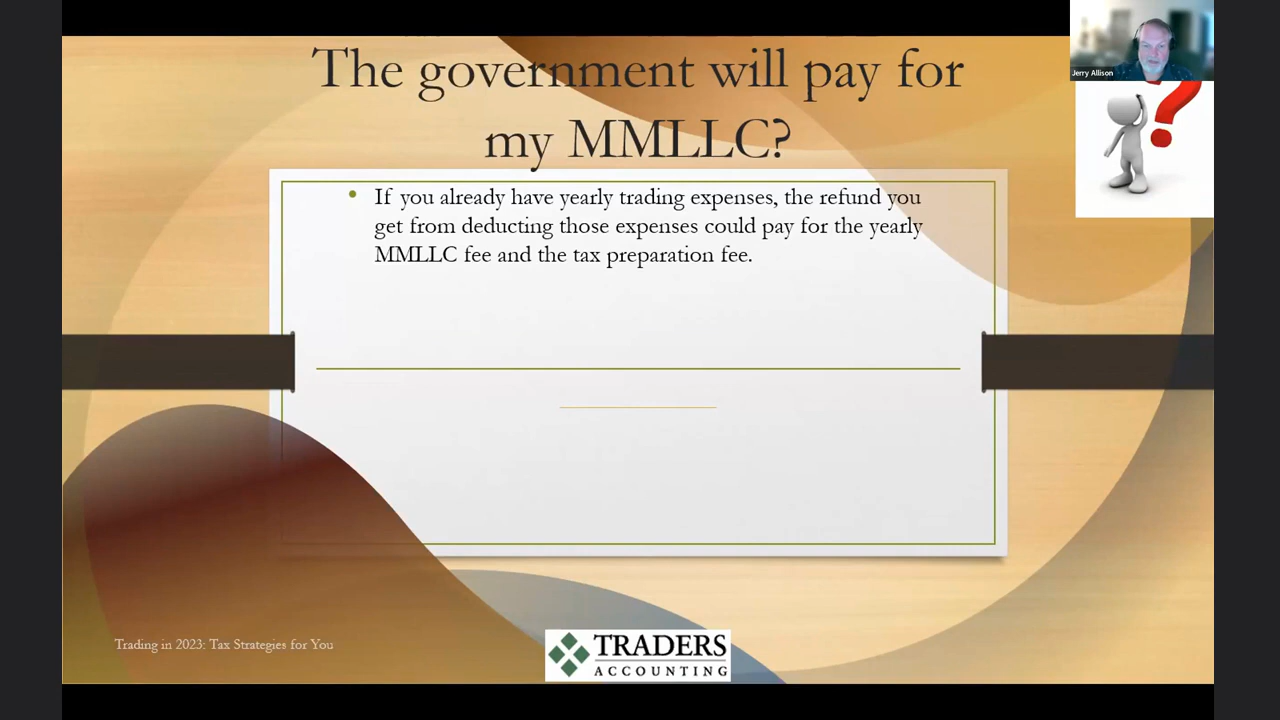 The government will pay for
my MMLLC?
Jerry Allison
• If you already have yearly trading expenses, the refund you
get from deducting those expenses could pay for the yearly
MMLLC fee and the tax preparation fee.
Trading in 2023: Tax Strategies for You
TRADERS
ACCOUNTING